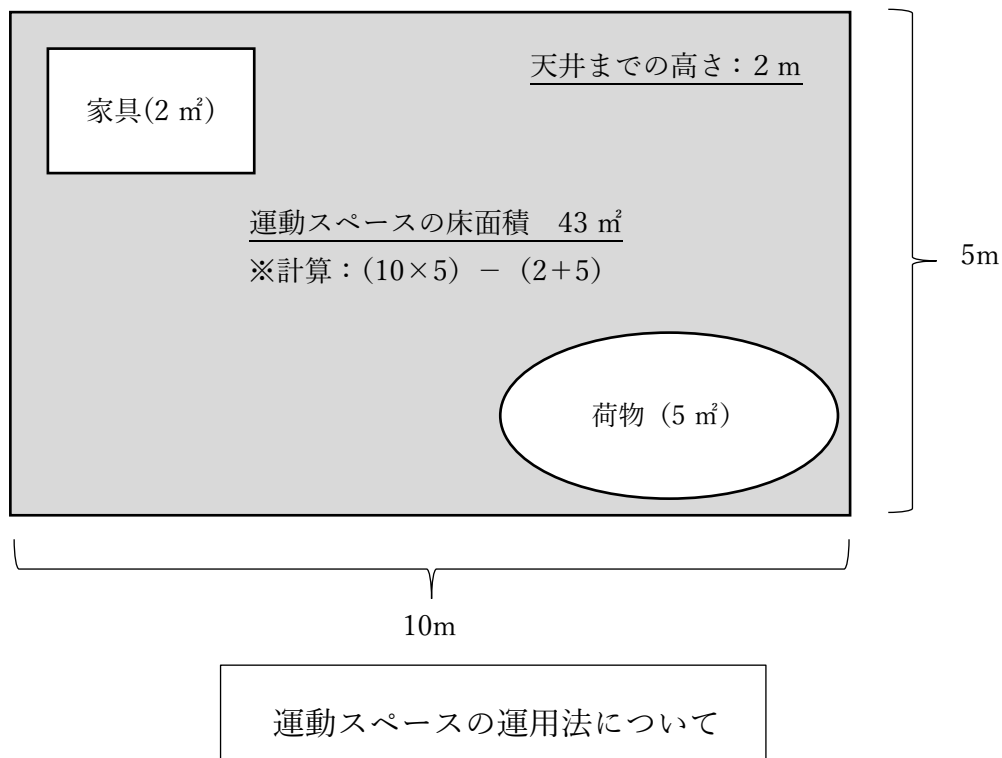 天井までの高さ：２ m
家具(2 ㎡)
運動スペースの床面積　43 ㎡
※計算：（10×5）－（2＋5）
5m
荷物（5 ㎡）
10m
運動スペースの運用法について